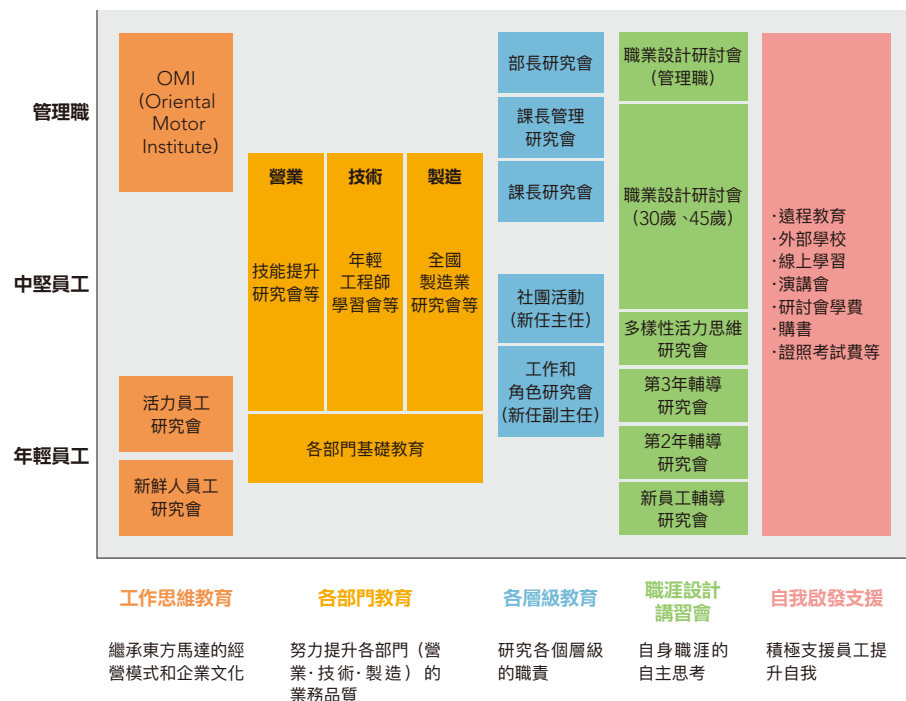 管理職
中堅員工
年輕員工
OMI
(Oriental
Motor
Institute)
活力員工
研究會
新鮮人員工
研究會
營業
技能提升
研究會等
技術
年輕
工程師
學習會等
製造
全國
製造業
研究會等
各部門基礎教育
部長研究會
課長管理
研究會
課長研究會
社團活動
(新任主任)
工作和
角色研究會
(新任副主任)
職業設計研討會
(管理職)
職業設計研討會
(30歲、45歲)
多樣性活力思維
研究會
第3年輔導
研究會
第2年輔導
研究會
新員工輔導
研究會
·遠程教育
·外部學校
·線上學習
·演講會
·研討會學費
·購書
·證照考試費等
工作思維教育
繼承東方馬達的經
營模式和企業文化
各部門教育
努力提升各部門(營
業·技術·製造)的
業務品質
各層級教育
研究各個層級
的職責
職涯設計
講習會
自身職涯的
自主思考
自我啟發支援
積極支援員工提
升自我